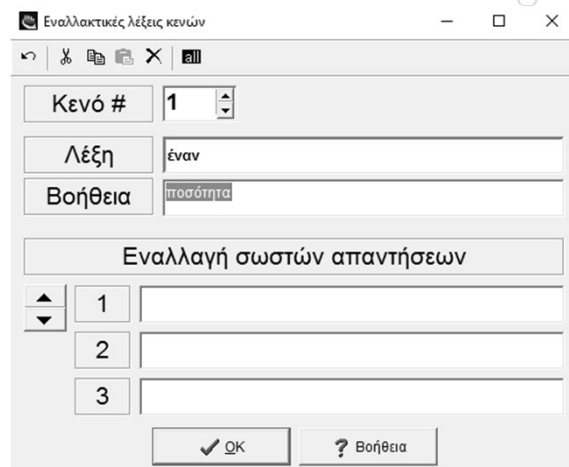 Εναλλακτικές λέξεις κενών
all
Κενό # 1
Λέξη έναν
Βοήθεια ποσότητα
Εναλλαγή σωστών απαντήσεων
1
2
3
OK ? Βοήθεια